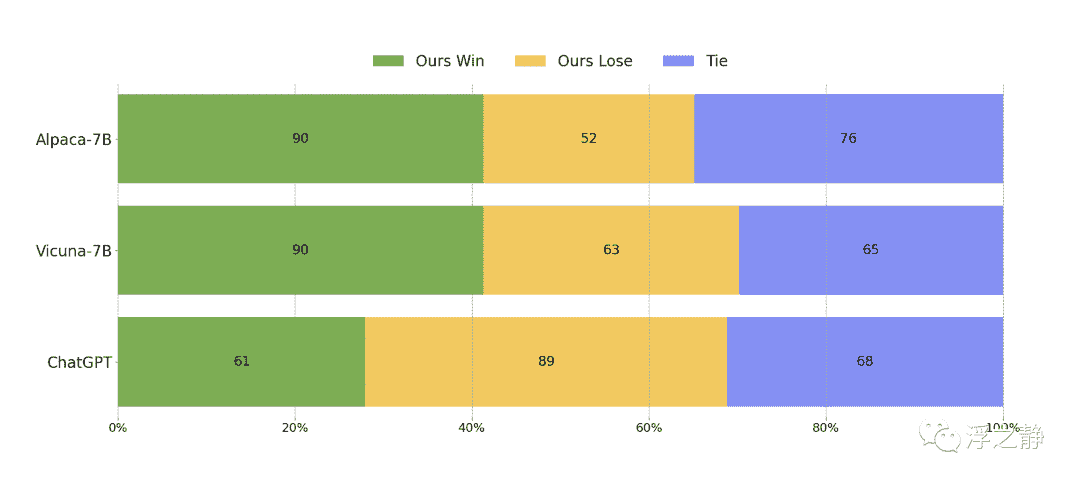 Ours Win Ours Lose Tie
Alpaca-7B 90 52 76
Vicuna-7B 90 63 65
ChatGPT 61 89 68
0% 20% 40% 60% 80% 100%
浮之静